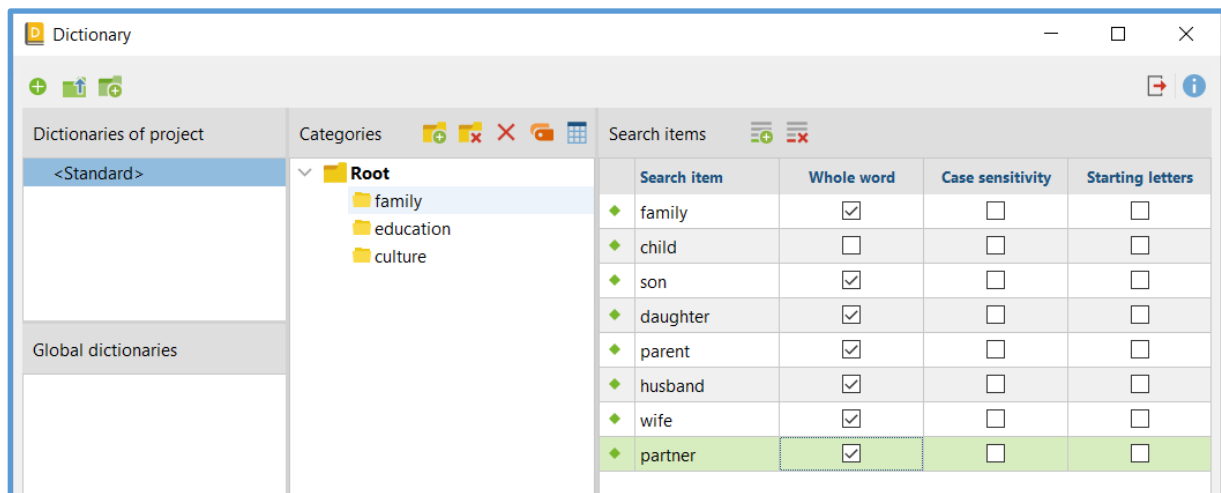 Dictionary
Dictionaries of project
<Standard>
Global dictionaries
Categories
Root
family
education
culture
Search items
Search item Whole word Case sensitivity Starting letters
family
child
son
daughter
parent
husband
wife
partner